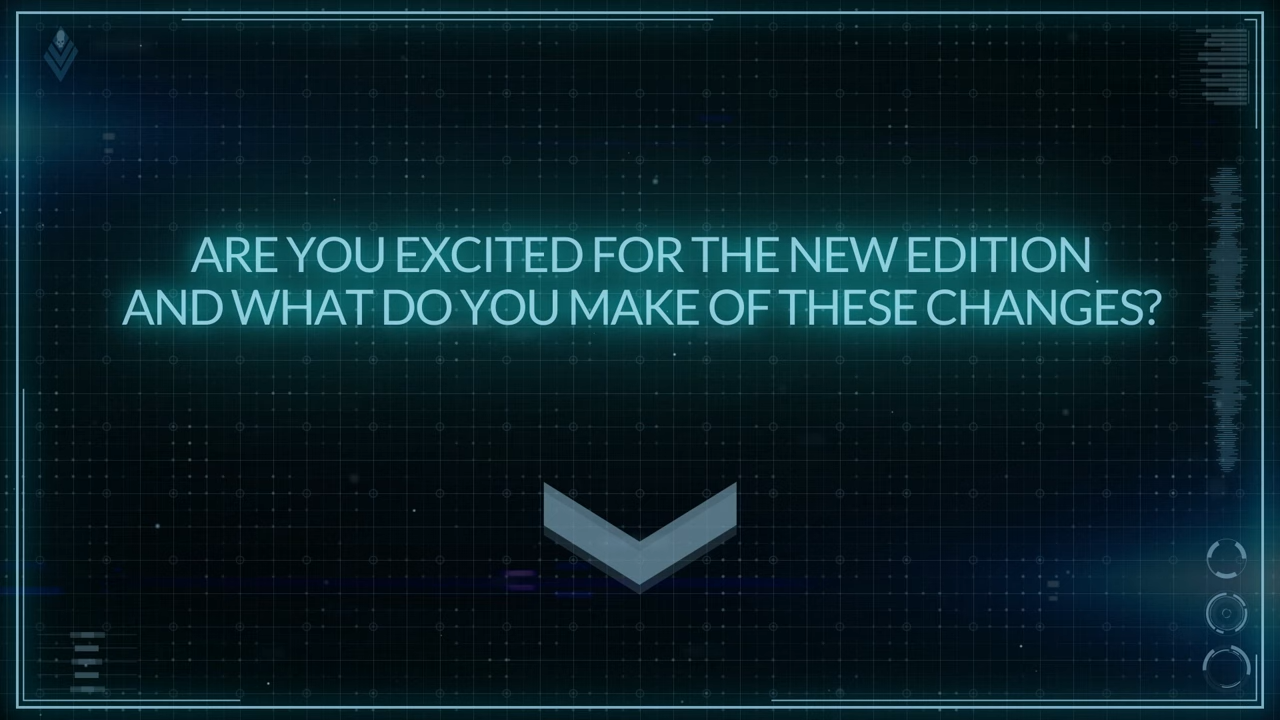 ARE YOU EXCITED FOR THE NEW EDITION
AND WHAT DO YOU MAKE OF THESE CHANGES?